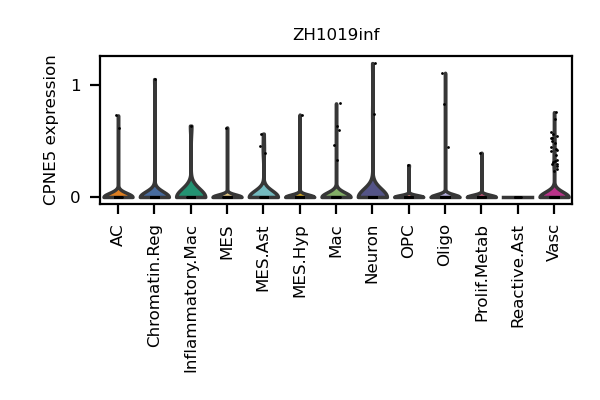 ZH1019inf
CPNE5 expression
1
0
AC
Chromatin.Reg
Inflammatory.Mac
MES
MES.Ast
MES.Hyp
Mac
Neuron
OPC
Oligo
Prolif.Metab
Reactive.Ast
Vasc